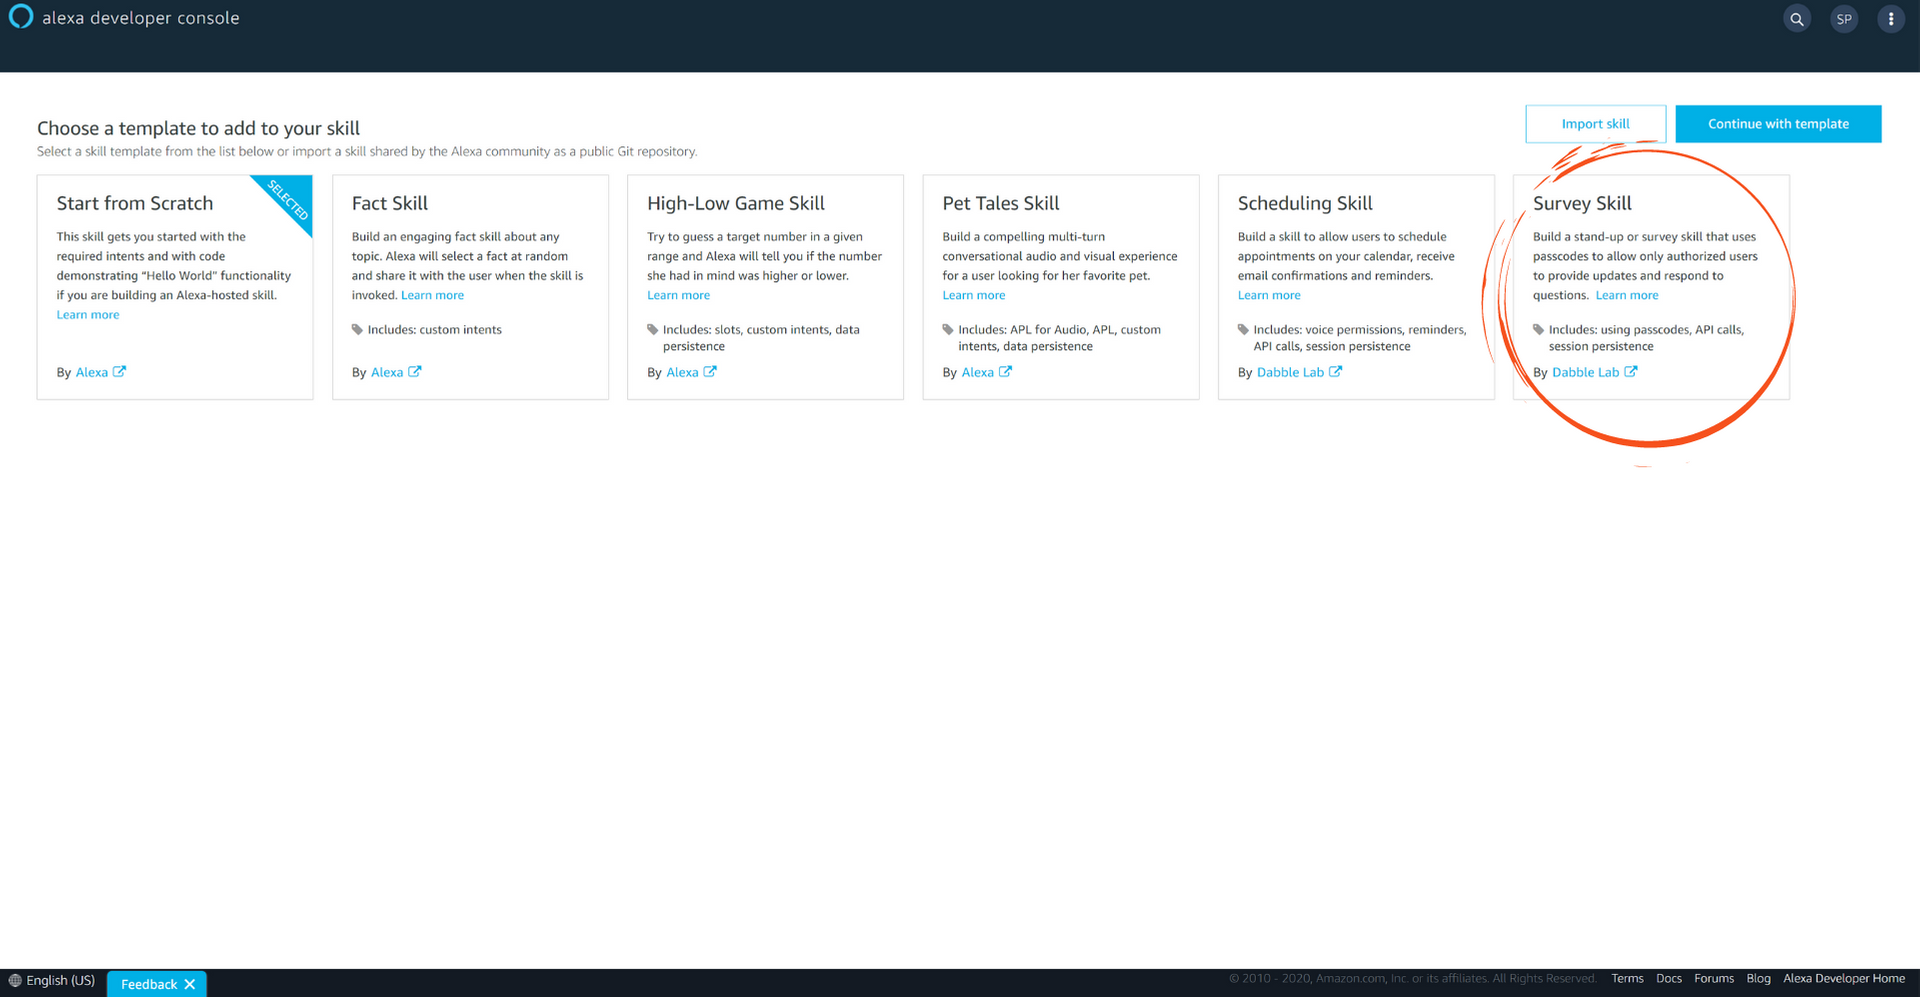 alexa developer console
SP
Choose a template to add to your skill
Select a skill template from the list below or import a skill shared by the Alexa community as a public Git repository.
Import skill
Continue with template
Start from Scratch
SELECTED
This skill gets you started with the
required intents and with code
demonstrating “Hello World” functionality
if you are building an Alexa-hosted skill.
Learn more
By Alexa
Fact Skill
Build an engaging fact skill about any
topic. Alexa will select a fact at random
and share it with the user when the skill is
invoked. Learn more
Includes: custom intents
By Alexa
High-Low Game Skill
Try to guess a target number in a given
range and Alexa will tell you if the number
she had in mind was higher or lower.
Learn more
Includes: slots, custom intents, data
persistence
By Alexa
Pet Tales Skill
Build a compelling multi-turn
conversational audio and visual experience
for a user looking for her favorite pet.
Learn more
Includes: APL for Audio, APL, custom
intents, data persistence
By Alexa
Scheduling Skill
Build a skill to allow users to schedule
appointments on your calendar, receive
email confirmations and reminders.
Learn more
Includes: voice permissions, reminders,
API calls, session persistence
By Dabble Lab
Survey Skill
Build a stand-up or survey skill that uses
passcodes to allow only authorized users
to provide updates and respond to
questions. Learn more
Includes: using passcodes, API calls,
session persistence
By Dabble Lab
English (US)
Feedback
© 2010 - 2020, Amazon.com, Inc. or its affiliates. All Rights Reserved.
Terms Docs Forums Blog Alexa Developer Home